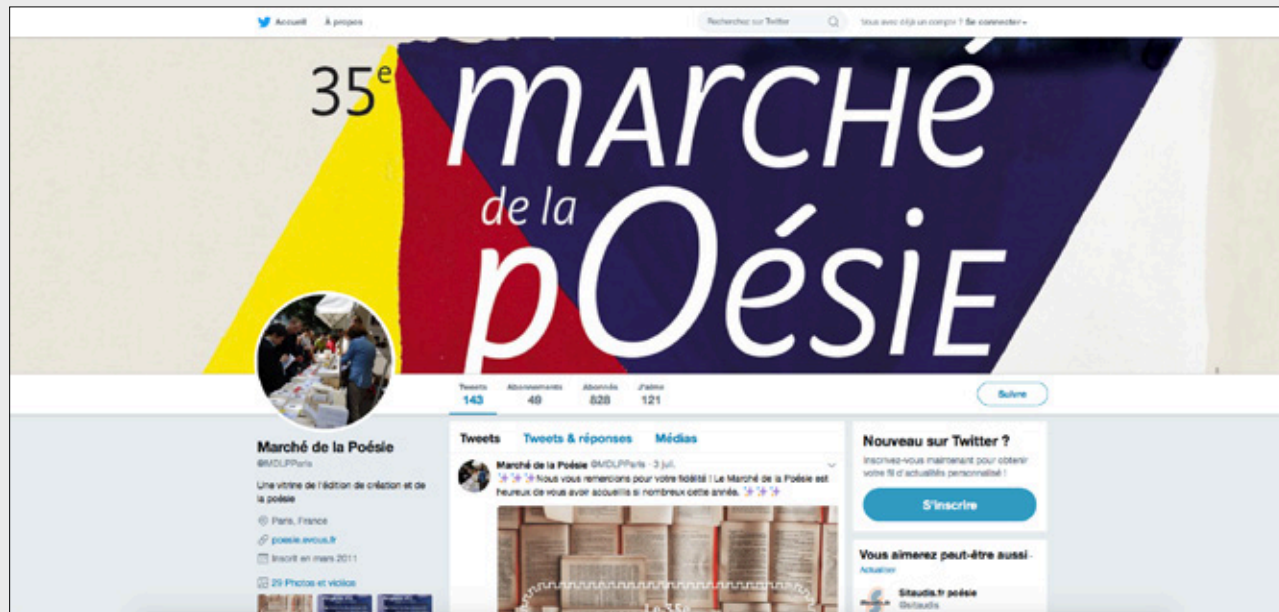 Accueil À propos
Recherchez sur Twitter
Vous avez déjà un compte ? Se connecter
35e
marché
de la
pOésie
Tweets Abonnements Abonnés J'aime
143 49 828 121
Suivre
Marché de la Poésie
@MDLPParis
Une vitrine de l'édition de création et de
la poésie
Paris, France
poesie.evous.fr
Inscrit en mars 2011
29 Photos et vidéos
Tweets Tweets & réponses Médias
Marché de la Poésie @MDLPParis · 3 juil.
Nous vous remercions pour votre fidélité ! Le Marché de la Poésie est
heureux de vous avoir accueillis si nombreux cette année.
Nouveau sur Twitter ?
Inscrivez-vous maintenant pour obtenir
votre fil d'actualités personnalisé !
S'inscrire
Vous aimerez peut-être aussi
Actualiser
Sitaudis.fr poésie
@sitaudis